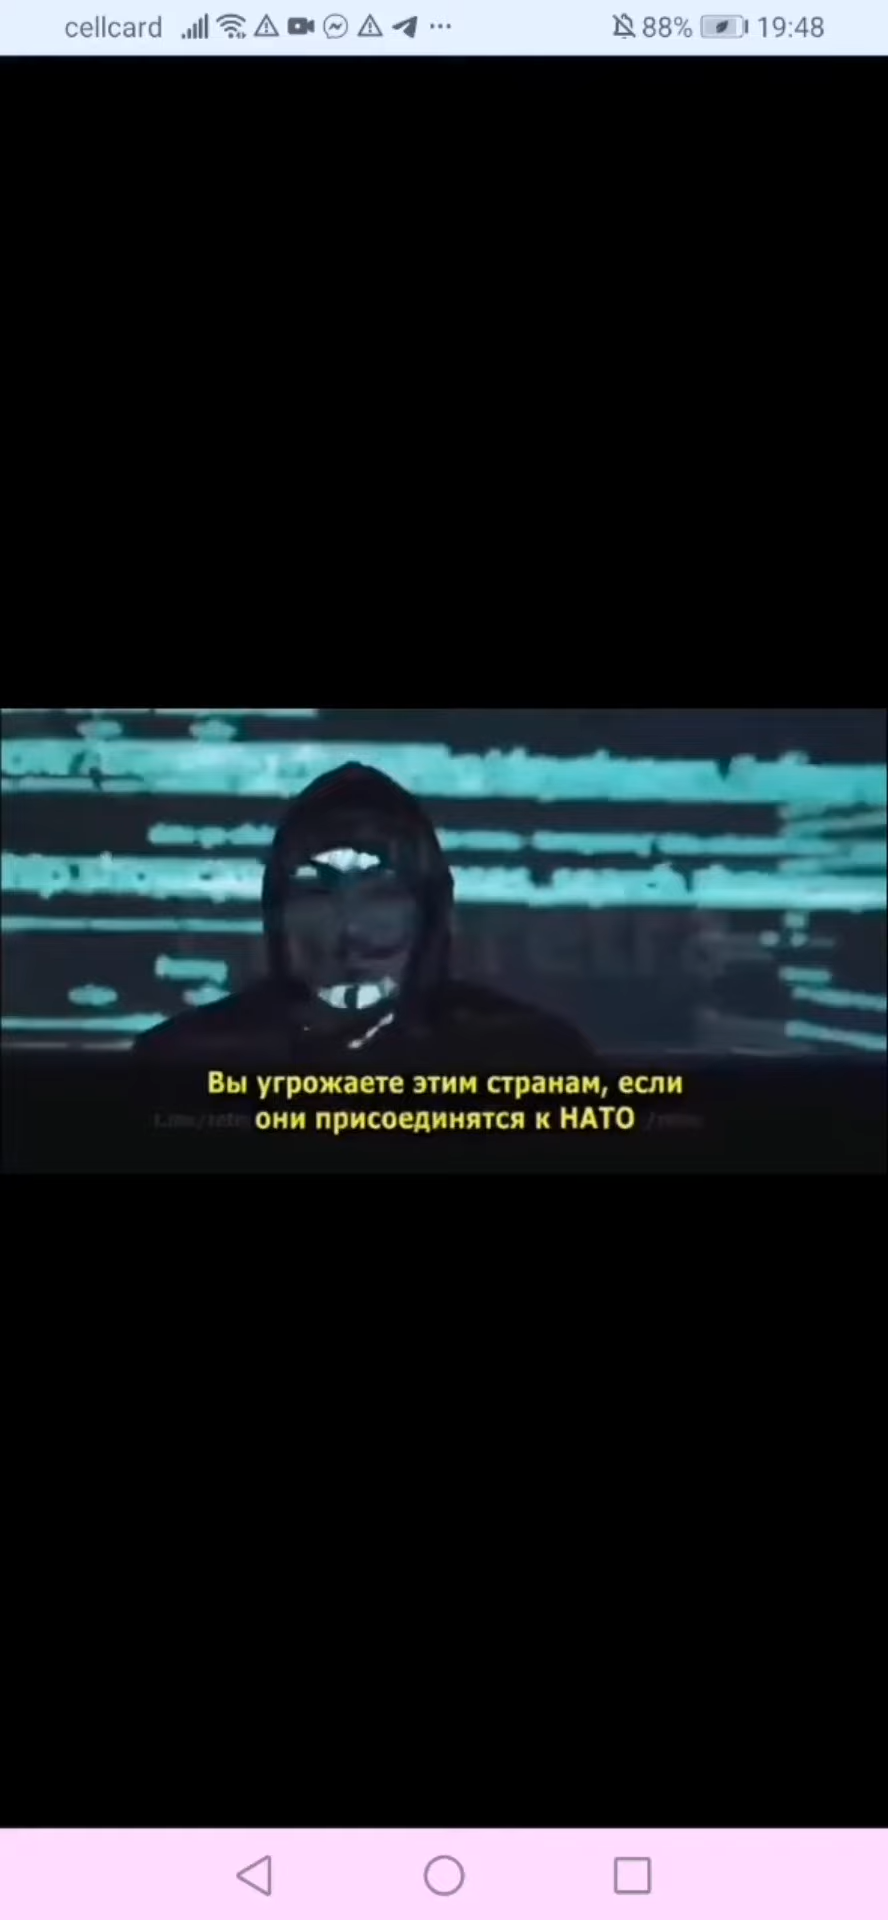 cellcard 88% 19:48
Вы угрожаете этим странам, если
они присоединятся к НАТО